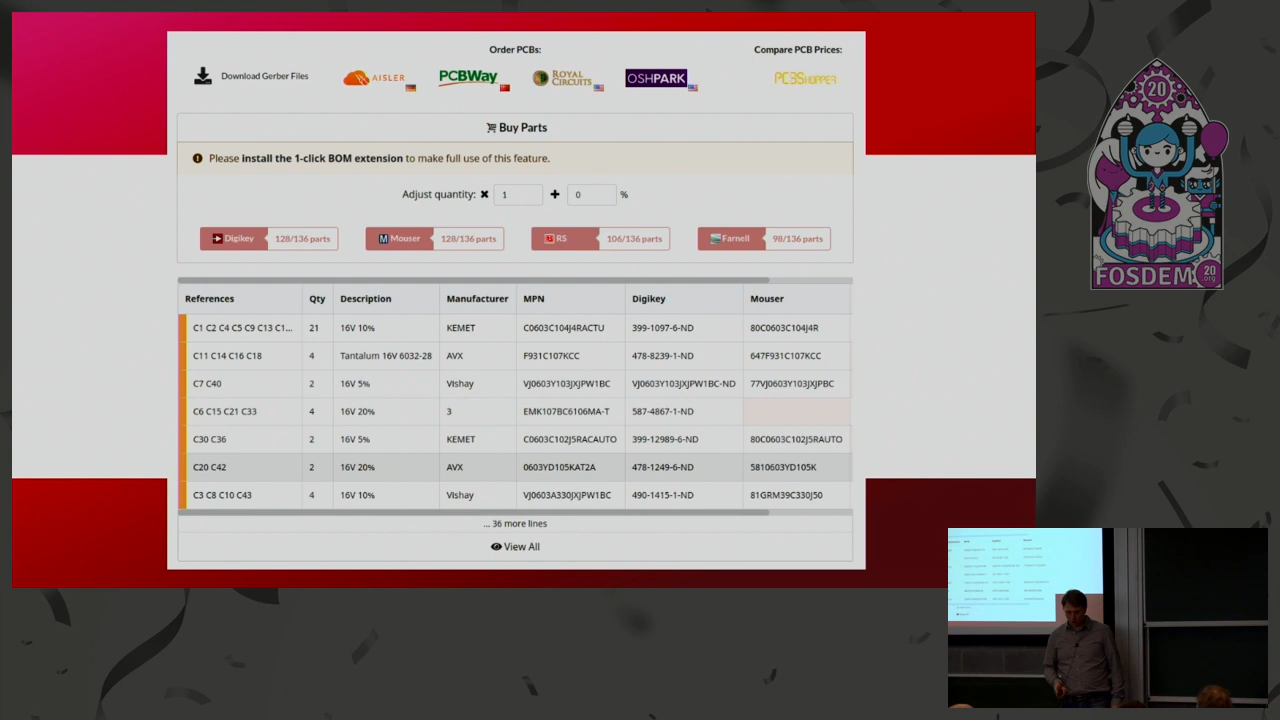 Order PCBs:
Compare PCB Prices:
Download Gerber Files
AISLER
PCBWay
ROYAL CIRCUITS
OSHPARK
PCBSHOPPER
Buy Parts
Please install the 1-click BOM extension to make full use of this feature.
Adjust quantity: 1 + 0 %
Digikey 128/136 parts
M Mouser 128/136 parts
RS 106/136 parts
Farnell 98/136 parts
References Qty Description Manufacturer MPN Digikey Mouser
C1 C2 C4 C5 C9 C13 C1... 21 16V 10% KEMET C0603C104J4RACTU 399-1097-6-ND 80C0603C104J4R
C11 C14 C16 C18 4 Tantalum 16V 6032-28 AVX F931C107KCC 478-8239-1-ND 647F931C107KCC
C7 C40 2 16V 5% Vishay VJ0603Y103JXJPW1BC VJ0603Y103JXJPW1BC-ND 77VJ0603Y103JXJPBC
C6 C15 C21 C33 4 16V 20% 3 EMK107BC6106MA-T 587-4867-1-ND
C30 C36 2 16V 5% KEMET C0603C102J5RACAUTO 399-12989-6-ND 80C0603C102J5RAUTO
C20 C42 2 16V 20% AVX 0603YD105KAT2A 478-1249-6-ND 5810603YD105K
C3 C8 C10 C43 4 16V 10% Vishay VJ0603A330JXJPW1BC 490-1415-1-ND 81GRM39C330J50
... 36 more lines
View All
20
FOSDEM 20
.org